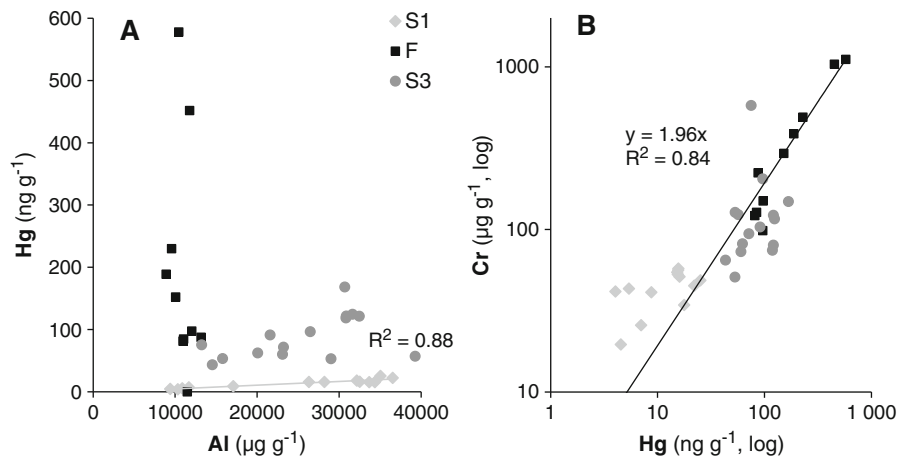 A
600
500
400
300
200
100
0
Hg (ng g⁻¹)
0 10000 20000 30000 40000
Al (µg g⁻¹)
R² = 0.88
S1
F
S3
B
1000
100
10
Cr (µg g⁻¹, log)
y = 1.96x
R² = 0.84
1 10 100 1 000
Hg (ng g⁻¹, log)